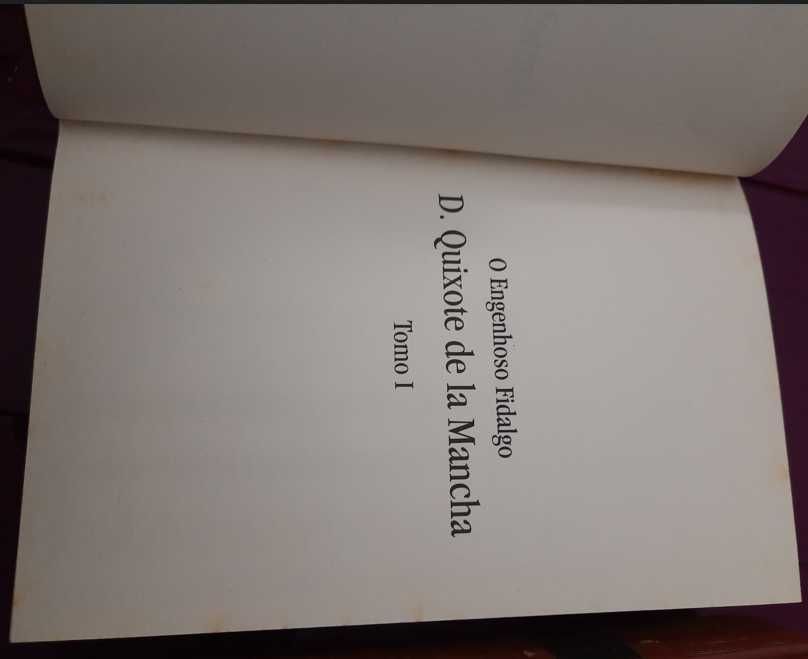 O Engenhoso Fidalgo
D. Quixote de la Mancha
Tomo I